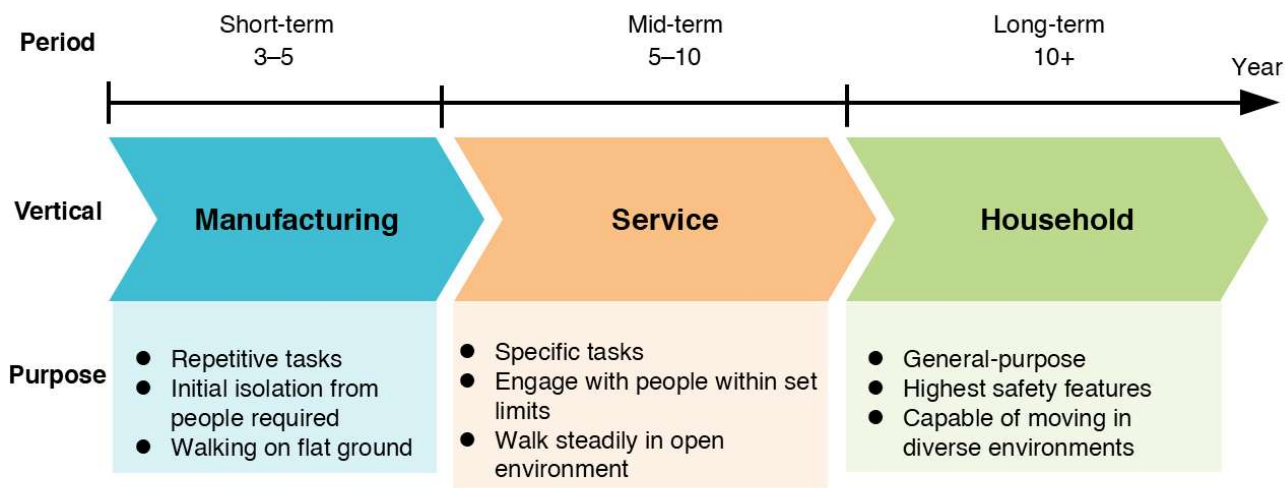 Period
Short-term
3–5
Mid-term
5–10
Long-term
10+
Year
Vertical
Manufacturing
Service
Household
Purpose
● Repetitive tasks
● Initial isolation from
people required
● Walking on flat ground
● Specific tasks
● Engage with people within set
limits
● Walk steadily in open
environment
● General-purpose
● Highest safety features
● Capable of moving in
diverse environments